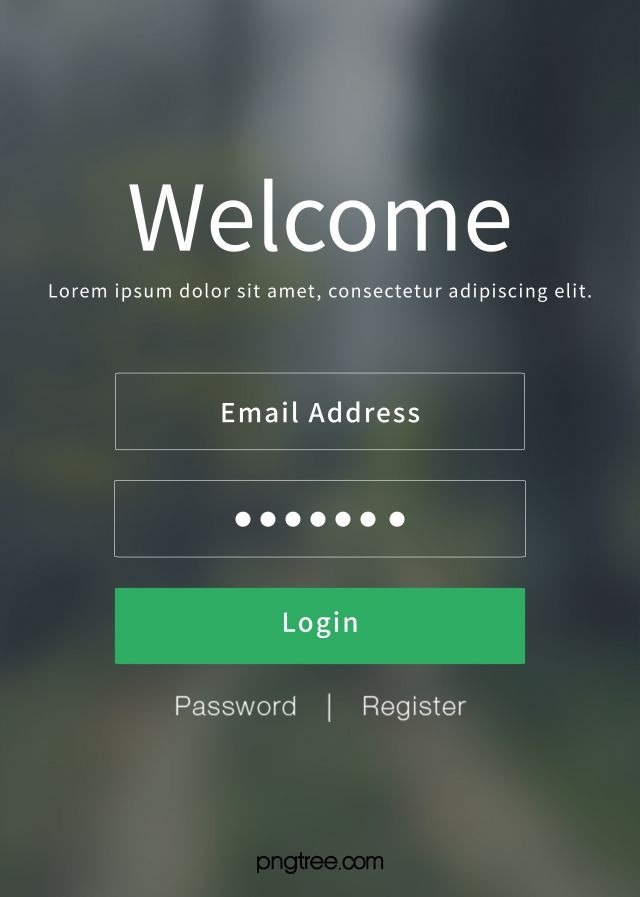 Welcome
Lorem ipsum dolor sit amet, consectetur adipiscing elit.
Email Address
●●●●●●●
Login
Password | Register
pngtree.com